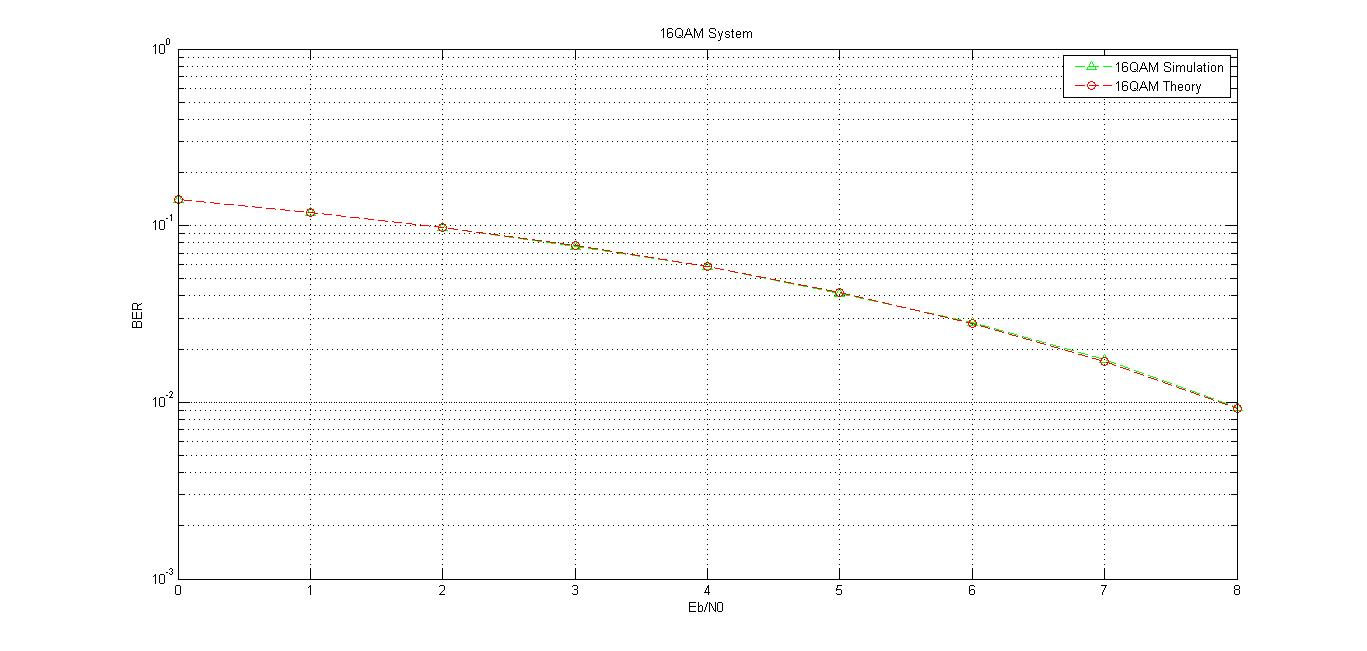 16QAM System
16QAM Simulation
16QAM Theory
10^0
10^-1
10^-2
10^-3
BER
0 1 2 3 4 5 6 7 8
Eb/N0